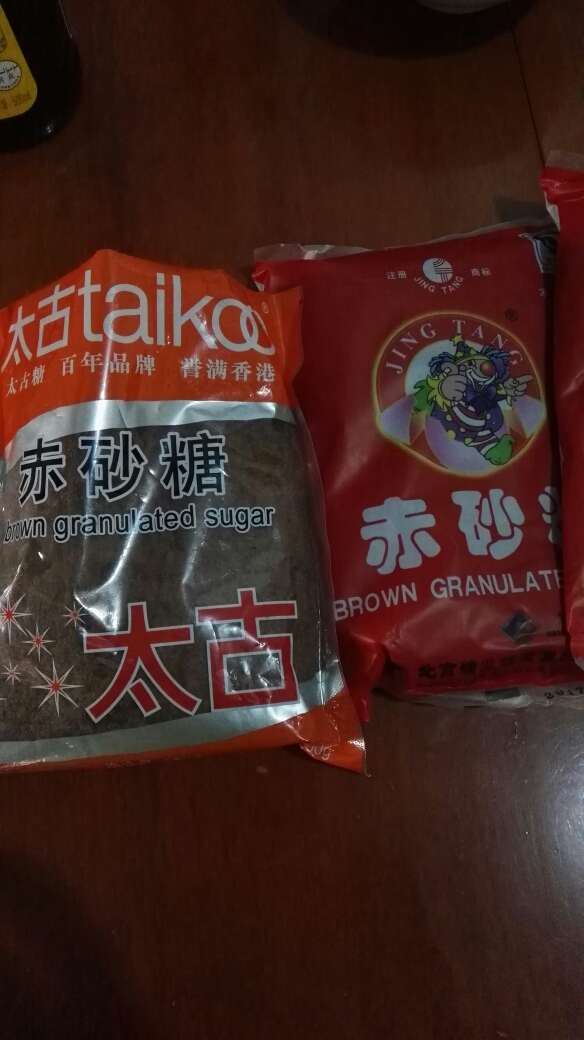 太古taikoo®
太古糖 百年品牌 誉满香港
赤砂糖
brown granulated sugar
太古
注册 商标
JING TANG
JING TANG ®
赤砂
BROWN GRANULATE